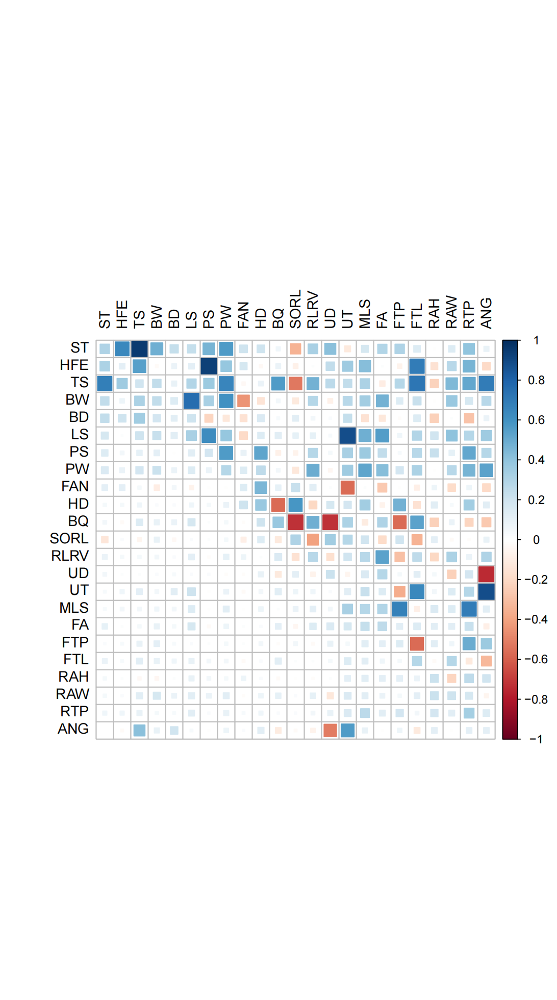 ST HFE TS BW BD LS PS PW FAN HD BQ SORL RLRV UD UT MLS FA FTP FTL RAH RAW RTP ANG
ST
HFE
TS
BW
BD
LS
PS
PW
FAN
HD
BQ
SORL
RLRV
UD
UT
MLS
FA
FTP
FTL
RAH
RAW
RTP
ANG
1
0.8
0.6
0.4
0.2
0
−0.2
−0.4
−0.6
−0.8
−1